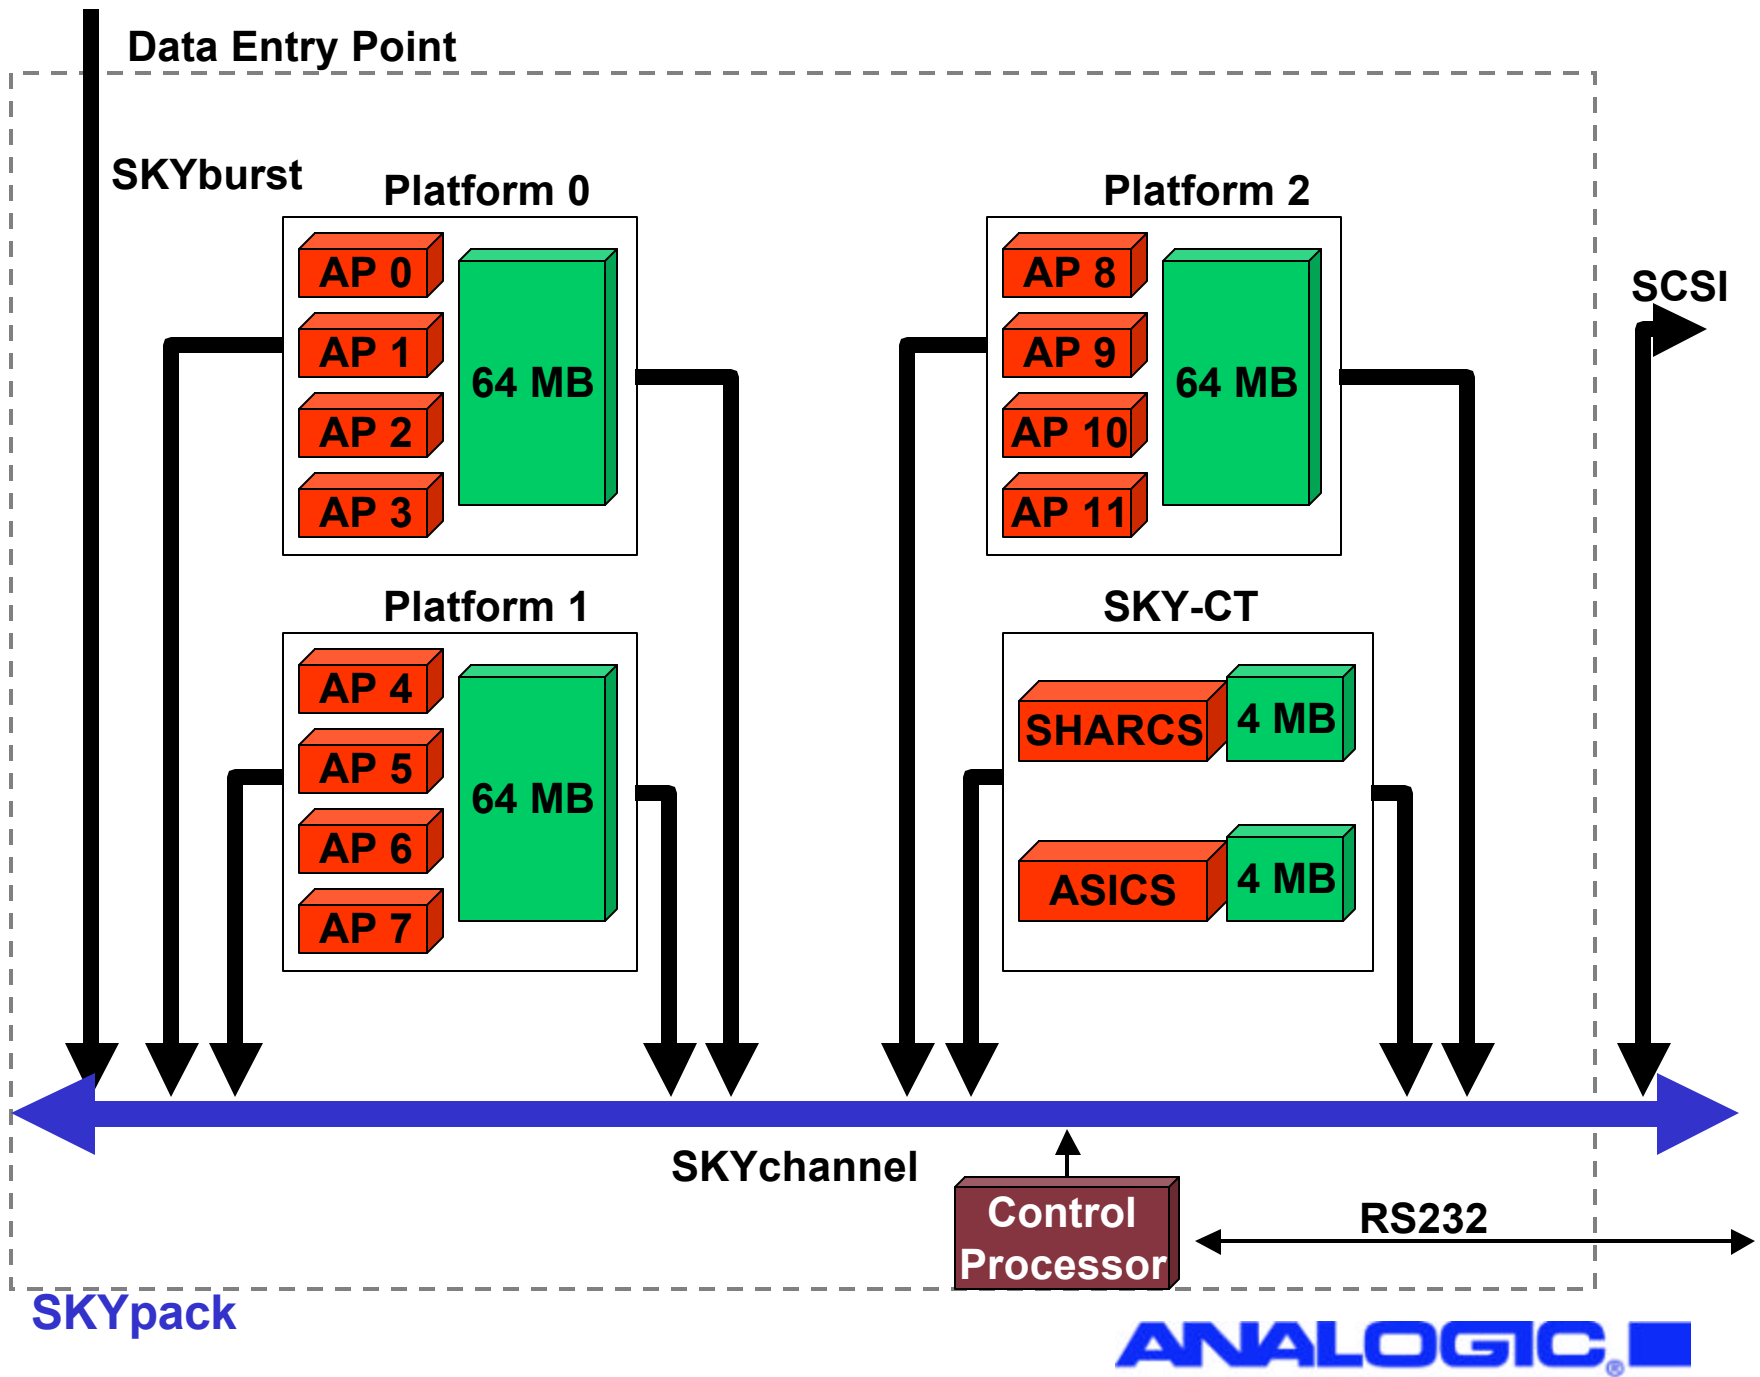 Data Entry Point
SKYburst
Platform 0
AP 0
AP 1
AP 2
AP 3
64 MB
Platform 2
AP 8
AP 9
AP 10
AP 11
64 MB
SCSI
Platform 1
AP 4
AP 5
AP 6
AP 7
64 MB
SKY-CT
SHARCS
4 MB
ASICS
4 MB
SKYchannel
Control
Processor
RS232
SKYpack
ANALOGIC®